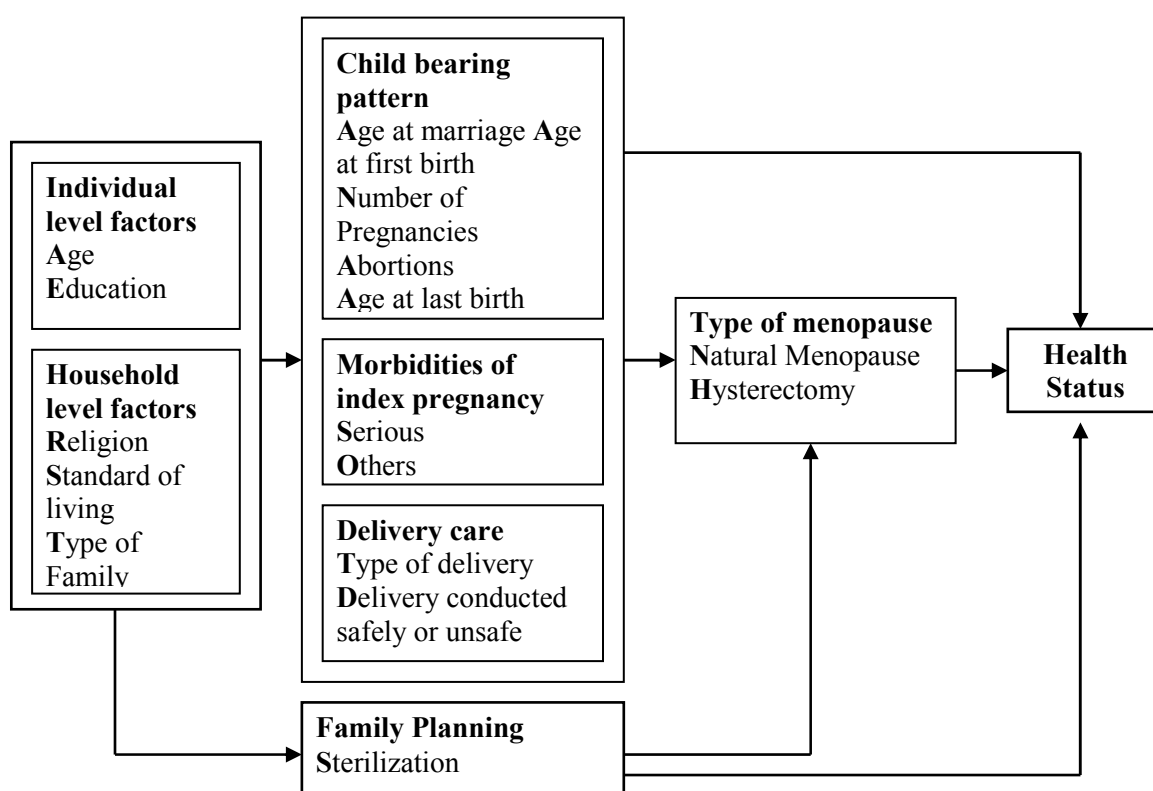 Individual
level factors
Age
Education
Household
level factors
Religion
Standard of
living
Type of
Family
Child bearing
pattern
Age at marriage Age
at first birth
Number of
Pregnancies
Abortions
Age at last birth
Morbidities of
index pregnancy
Serious
Others
Delivery care
Type of delivery
Delivery conducted
safely or unsafe
Family Planning
Sterilization
Type of menopause
Natural Menopause
Hysterectomy
Health
Status